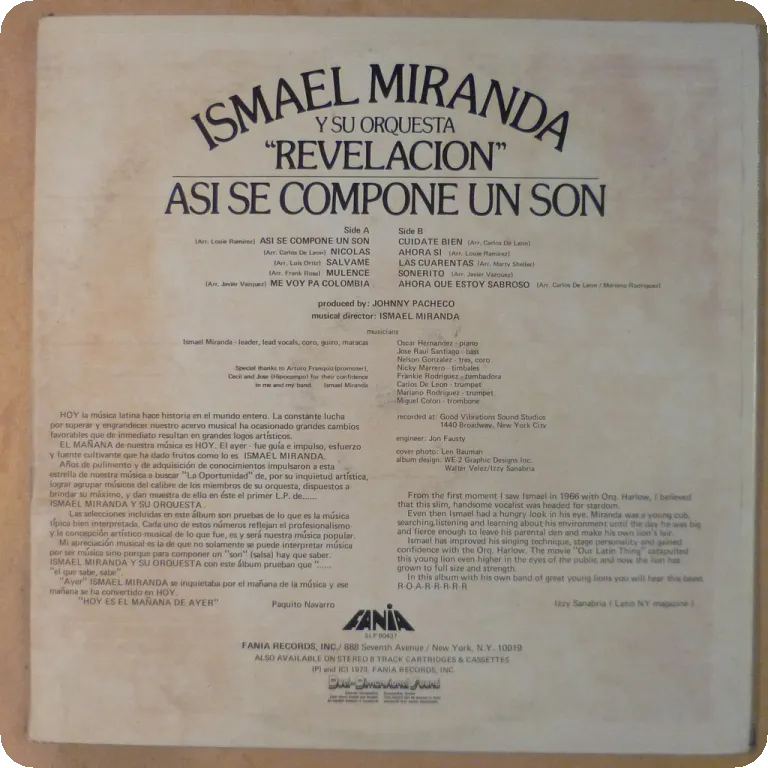 ISMAEL MIRANDA
Y SU ORQUESTA
"REVELACION"
ASI SE COMPONE UN SON
Side A
(Arr. Louie Ramirez) ASI SE COMPONE UN SON
(Arr. Carlos De Leon) NICOLAS
(Arr. Luis Ortiz) SALVAME
(Arr. Frank Rosa) MULENCE
(Arr. Javier Vazquez) ME VOY PA COLOMBIA
Side B
CUIDATE BIEN (Arr. Carlos De Leon)
AHORA SI (Arr. Louie Ramirez)
LAS CUARENTAS (Arr. Marty Sheller)
SONERITO (Arr. Javier Vazquez)
AHORA QUE ESTOY SABROSO (Arr. Carlos De Leon / Mariano Rodriguez)
produced by: JOHNNY PACHECO
musical director: ISMAEL MIRANDA
musicians
Ismael Miranda - leader, lead vocals, coro, guiro, maracas
Special thanks to Arturo Franquiz (promoter),
Cecil and Jose (Hipocampo) for their confidence
in me and my band. Ismael Miranda
Oscar Hernandez - piano
Jose Raul Santiago - bass
Nelson Gonzalez - tres, coro
Nicky Marrero - timbales
Frankie Rodriguez - tumbadora
Carlos De Leon - trumpet
Mariano Rodriguez - trumpet
Miguel Colon - trombone
recorded at: Good Vibrations Sound Studios
1440 Broadway, New York City
engineer: Jon Fausty
cover photo: Len Bauman
album design: WE-2 Graphic Designs Inc.
Walter Velez/Izzy Sanabria
HOY la música latina hace historia en el mundo entero. La constante lucha
por superar y engrandecer nuestro acervo musical ha ocasionado grandes cambios
favorables que de inmediato resultan en grandes logos artísticos.
EL MAÑANA de nuestra música es HOY. El ayer - fue guía e impulso, esfuerzo
y fuente cultivante que ha dado frutos como lo es ISMAEL MIRANDA.
Años de pulimento y de adquisición de conocimientos impulsaron a esta
estrella de nuestra música a buscar "La Oportunidad" de, por su inquietud artística,
lograr agrupar músicos del calibre de los miembros de su orquesta, dispuestos a
brindar su máximo, y dan muestra de ello en éste el primer L.P. de......
ISMAEL MIRANDA Y SU ORQUESTA.
Las selecciones incluidas en este álbum son pruebas de lo que es la música
típica bien interpretada. Cada uno de estos números reflejan el profesionalismo
y la concepción artístico-musical de lo que fue, es y será nuestra música popular.
Mi apreciación musical es la de que no solamente se puede interpretar música
por ser música sino porque para componer un "son" (salsa) hay que saber.
ISMAEL MIRANDA Y SU ORQUESTA con este álbum prueban que ".....
"el que sabe, sabe".
"Ayer" ISMAEL MIRANDA se inquietaba por el mañana de la música y ese
mañana se ha convertido en HOY.
"HOY ES EL MAÑANA DE AYER" Paquito Navarro
From the first moment I saw Ismael in 1966 with Orq. Harlow, I believed
that this slim, handsome vocalist was headed for stardom.
Even then Ismael had a hungry look in his eye. Miranda was a young cub,
searching, listening and learning about his environment until the day he was big
and fierce enough to leave his parental den and make his own lion's lair.
Ismael has improved his singing technique, stage personality and gained
confidence with the Orq. Harlow. The movie "Our Latin Thing" catapulted
this young lion even higher in the eyes of the public and now the lion has
grown to full size and strength.
In this album with his own band of great young lions you will hear this beast
R-O-A-R-R-R-R-R
Izzy Sanabria ( Latin NY magazine )
FANIA
SLP 00437
FANIA RECORDS, INC./ 888 Seventh Avenue / New York, N.Y. 10019
ALSO AVAILABLE ON STEREO 8 TRACK CARTRIDGES & CASSETTES
(P) and (C) 1973, FANIA RECORDS, INC.
Dual-Dimensional Sound